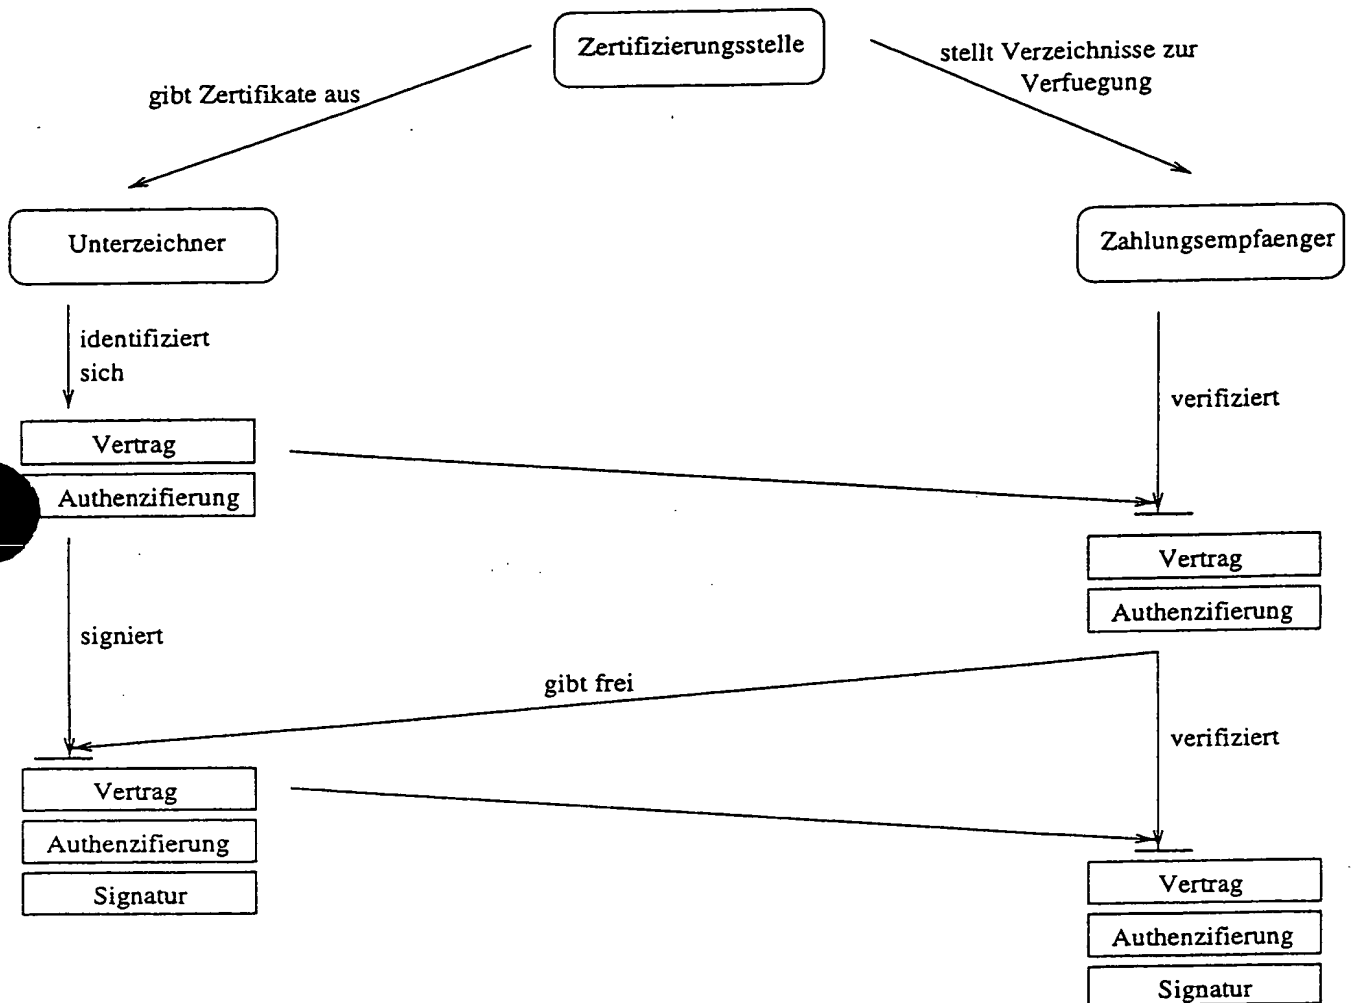 Zertifizierungsstelle
stellt Verzeichnisse zur
Verfuegung
gibt Zertifikate aus
Unterzeichner
Zahlungsempfaenger
identifiziert
sich
verifiziert
Vertrag
Authenzifierung
Vertrag
Authenzifierung
signiert
gibt frei
verifiziert
Vertrag
Authenzifierung
Signatur
Vertrag
Authenzifierung
Signatur